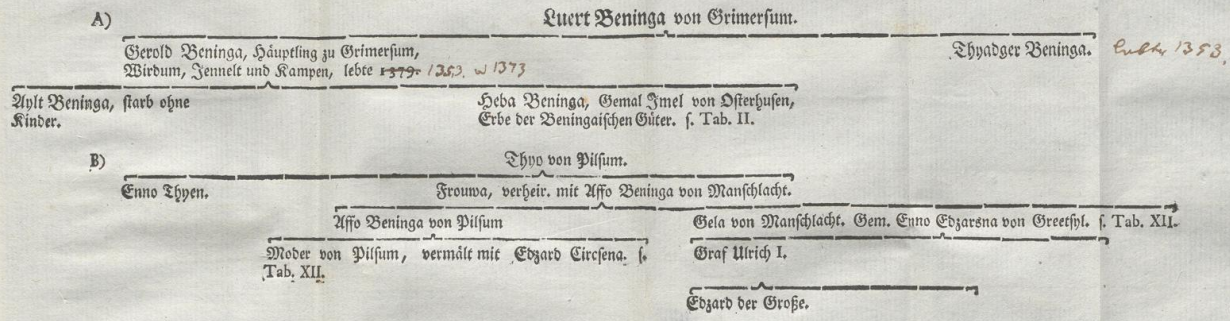 A) Luert Beninga von Grimersum.
Gerold Beninga, Häuptling zu Grimersum,
Wirdum, Jennelt und Kampen, lebte 1379. 1353. u 1373
Thyadger Beninga. lebte 1353.
Aylt Beninga, starb ohne
Kinder.
Heba Beninga, Gemal Imel von Osterhusen,
Erbe der Beningaischen Güter. s. Tab. II.
B) Thyo von Pilsum.
Enno Thyen.
Frouwa, verheir. mit Affo Beninga von Manschlacht.
Affo Beninga von Pilsum
Gela von Manschlacht. Gem. Enno Edzarsna von Greetsyl. s. Tab. XII.
Moder von Pilsum, vermält mit Edzard Circsena. s.
Tab. XII.
Graf Ulrich I.
Edzard der Große.